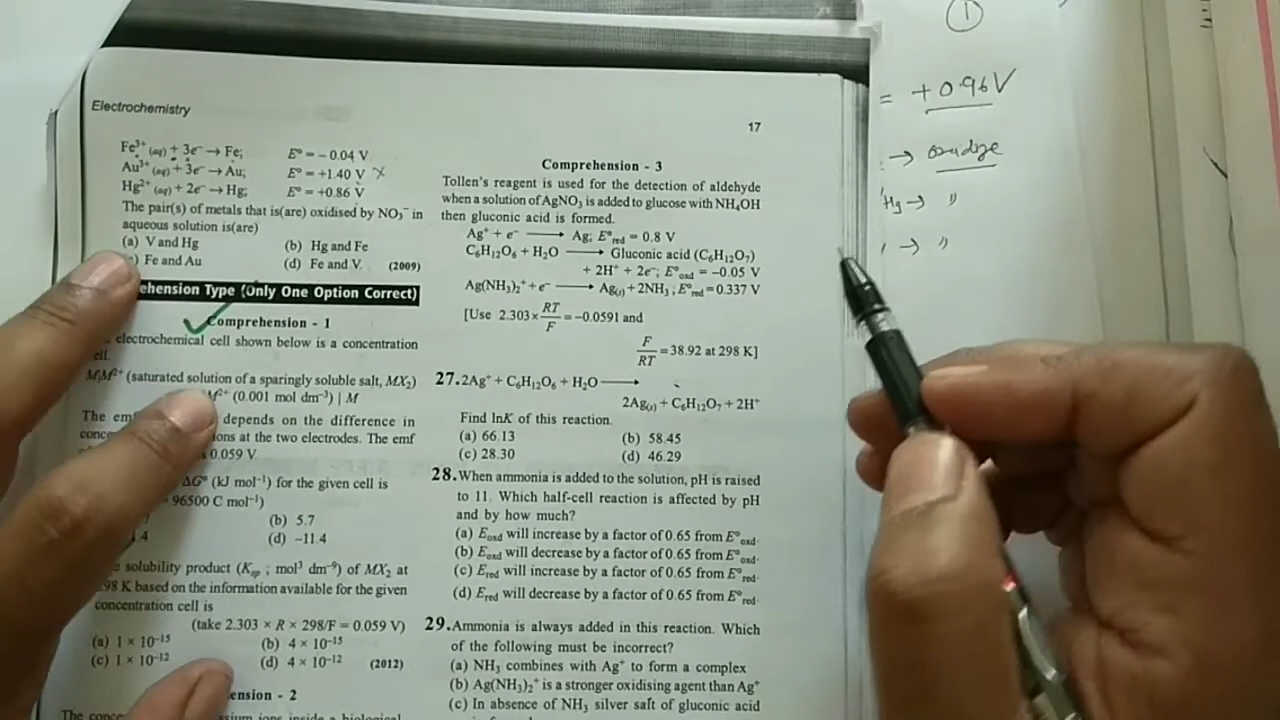 Electrochemistry
17
Fe³⁺ (aq) + 3e⁻ → Fe; E° = – 0.04 V
Au³⁺ (aq) + 3e⁻ → Au; E° = +1.40 V ×
Hg²⁺ (aq) + 2e⁻ → Hg; E° = +0.86 V
The pair(s) of metals that is(are) oxidised by NO₃⁻ in
aqueous solution is(are)
(a) V and Hg (b) Hg and Fe
) Fe and Au (d) Fe and V. (2009)
ehension Type (Only One Option Correct)
Comprehension - 1
electrochemical cell shown below is a concentration
ell.
M|M²⁺ (saturated solution of a sparingly soluble salt, MX₂)
M²⁺ (0.001 mol dm⁻³) | M
The em depends on the difference in
conc ions at the two electrodes. The emf
0.059 V
ΔG° (kJ mol⁻¹) for the given cell is
96500 C mol⁻¹)
(b) 5.7
.4 (d) –11.4
solubility product (Kₛₚ ; mol³ dm⁻⁹) of MX₂ at
98 K based on the information available for the given
concentration cell is
(take 2.303 × R × 298/F = 0.059 V)
(a) 1 × 10⁻¹⁵ (b) 4 × 10⁻¹⁵
(c) 1 × 10⁻¹² (d) 4 × 10⁻¹² (2012)
ension - 2
The conce ssium ions inside a biological
Comprehension - 3
Tollen's reagent is used for the detection of aldehyde
when a solution of AgNO₃ is added to glucose with NH₄OH
then gluconic acid is formed.
Ag⁺ + e⁻ ⟶ Ag; E°red = 0.8 V
C₆H₁₂O₆ + H₂O ⟶ Gluconic acid (C₆H₁₂O₇)
+ 2H⁺ + 2e⁻; E°oxd = –0.05 V
Ag(NH₃)₂⁺ + e⁻ ⟶ Ag(s) + 2NH₃ ; E°red = 0.337 V
[Use 2.303 × RT/F = –0.0591 and
F/RT = 38.92 at 298 K]
27. 2Ag⁺ + C₆H₁₂O₆ + H₂O ⟶
2Ag(s) + C₆H₁₂O₇ + 2H⁺
Find lnK of this reaction.
(a) 66.13 (b) 58.45
(c) 28.30 (d) 46.29
28. When ammonia is added to the solution, pH is raised
to 11. Which half-cell reaction is affected by pH
and by how much?
(a) Eoxd will increase by a factor of 0.65 from E°oxd.
(b) Eoxd will decrease by a factor of 0.65 from E°oxd.
(c) Ered will increase by a factor of 0.65 from E°red.
(d) Ered will decrease by a factor of 0.65 from E°red.
29. Ammonia is always added in this reaction. Which
of the following must be incorrect?
(a) NH₃ combines with Ag⁺ to form a complex
(b) Ag(NH₃)₂⁺ is a stronger oxidising agent than Ag⁺
(c) In absence of NH₃ silver salt of gluconic acid
1
= +0.96V
: → Oxidize
Hg → "
→ "